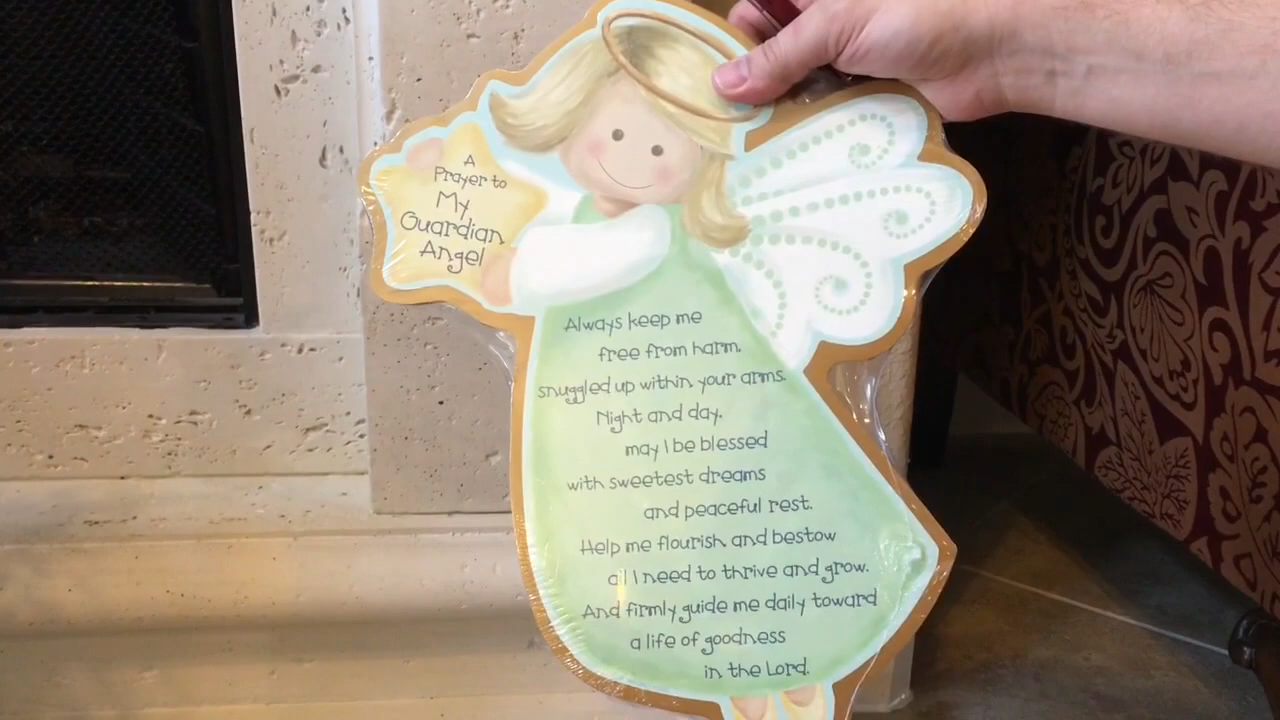 A
Prayer to
My
Guardian
Angel
Always keep me
free from harm,
snuggled up within your arms.
Night and day,
may I be blessed
with sweetest dreams
and peaceful rest.
Help me flourish and bestow
all I need to thrive and grow.
And firmly guide me daily toward
a life of goodness
in the Lord.